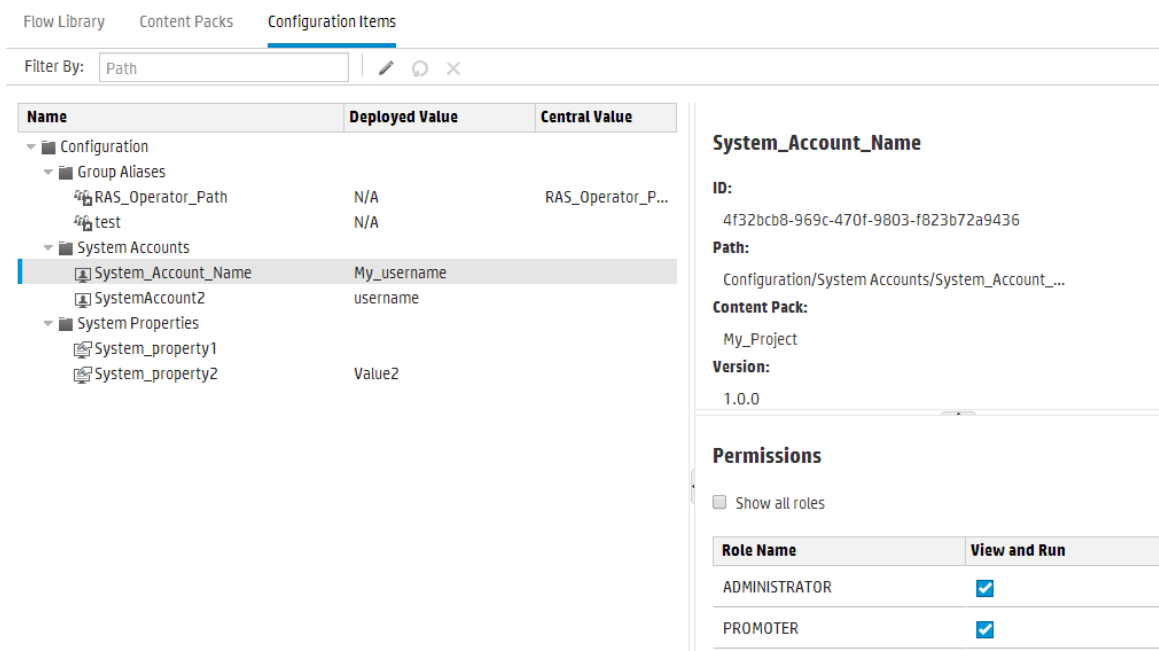 Flow Library Content Packs Configuration Items
Filter By: Path
Name Deployed Value Central Value
Configuration
Group Aliases
RAS_Operator_Path N/A RAS_Operator_P...
test N/A
System Accounts
System_Account_Name My_username
SystemAccount2 username
System Properties
System_property1
System_property2 Value2
System_Account_Name
ID:
4f32bcb8-969c-470f-9803-f823b72a9436
Path:
Configuration/System Accounts/System_Account_...
Content Pack:
My_Project
Version:
1.0.0
Permissions
Show all roles
Role Name View and Run
ADMINISTRATOR
PROMOTER